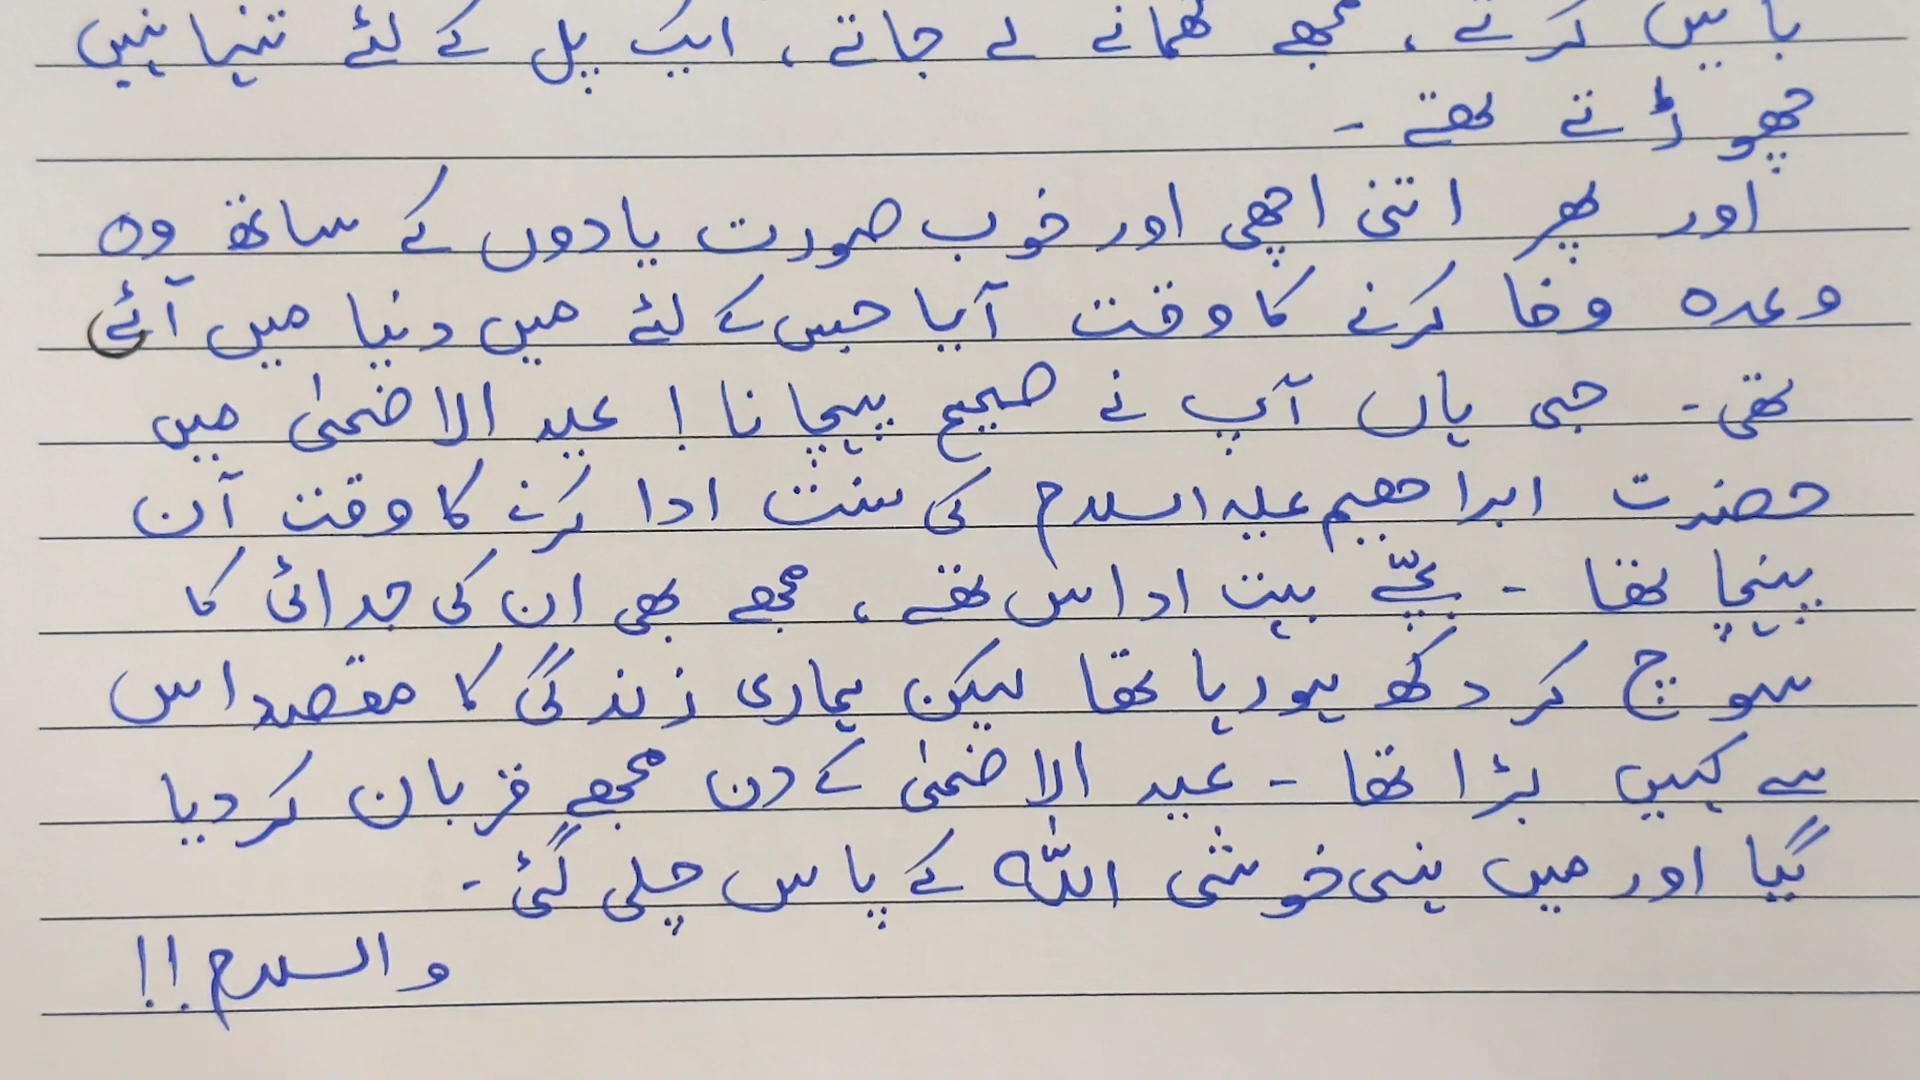 باتیں کرتے، مجھے گھمانے لے جاتے، ایک پل کے لئے تنہا نہیں
چھوڑتے تھے۔
اور پھر اتنی اچھی اور خوب صورت یادوں کے ساتھ وہ
وعدہ وفا کرنے کا وقت آیا جس کے لئے میں دنیا میں آئی
تھی۔ جی ہاں آپ نے صحیح پہچانا! عید الاضحیٰ میں
حضرت ابراھیم علیہ السلام کی سنت ادا کرنے کا وقت آن
پہنچا تھا۔ بچّے بہت اداس تھے، مجھے بھی ان کی جدائی کا
سوچ کر دکھ ہو رہا تھا لیکن ہماری زندگی کا مقصد اس
سے کہیں بڑا تھا۔ عید الاضحیٰ کے دن مجھے قربان کر دیا
گیا اور میں ہنسی خوشی اللّٰہ کے پاس چلی گئی۔
والسلام!!